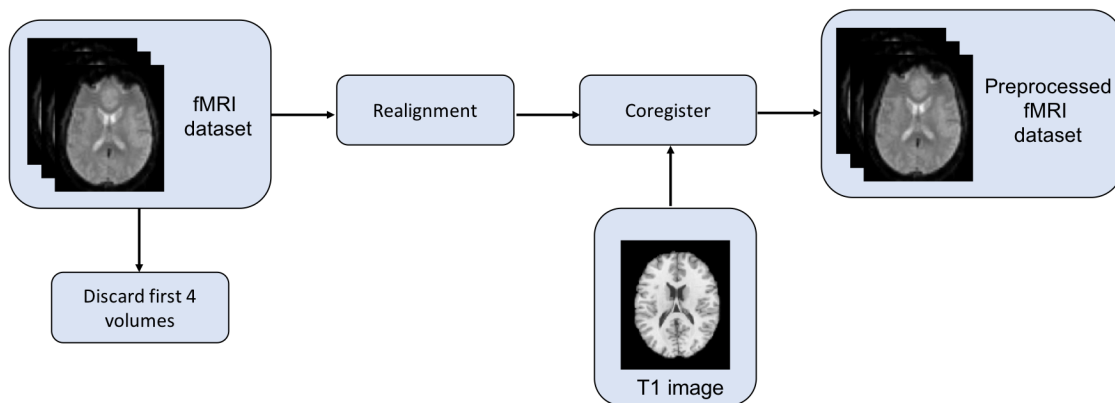 fMRI
dataset
Realignment
Coregister
Preprocessed
fMRI
dataset
Discard first 4
volumes
T1 image